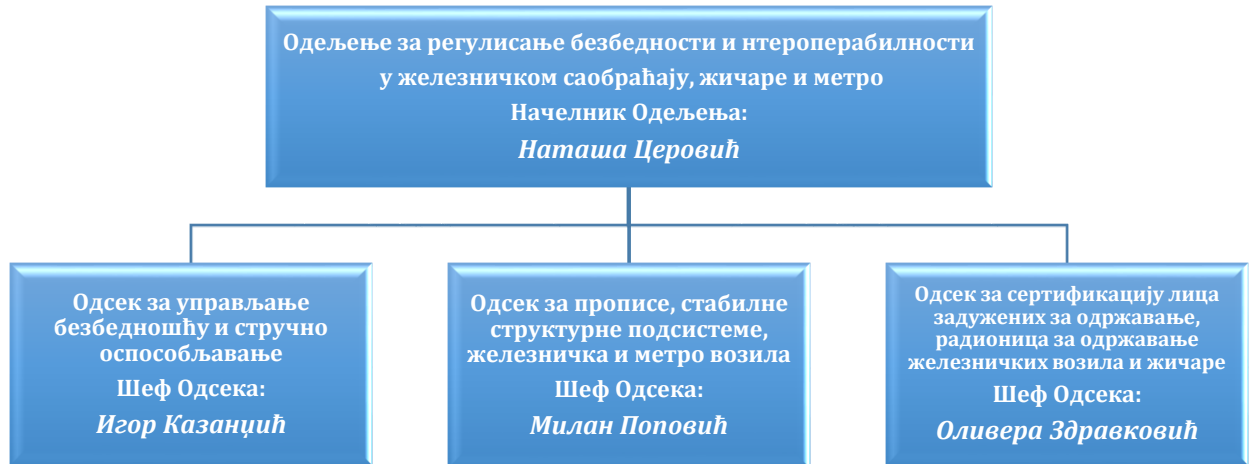 Одељење за регулисање безбедности и нтероперабилности
у железничком саобраћају, жичаре и метро
Начелник Одељења:
Наташа Церовић
Одсек за управљање
безбедношћу и стручно
оспособљавање
Шеф Одсека:
Игор Казанџић
Одсек за прописе, стабилне
структурне подсистеме,
железничка и метро возила
Шеф Одсека:
Милан Поповић
Одсек за сертификацију лица
задужених за одржавање,
радионица за одржавање
железничких возила и жичаре
Шеф Одсека:
Оливера Здравковић